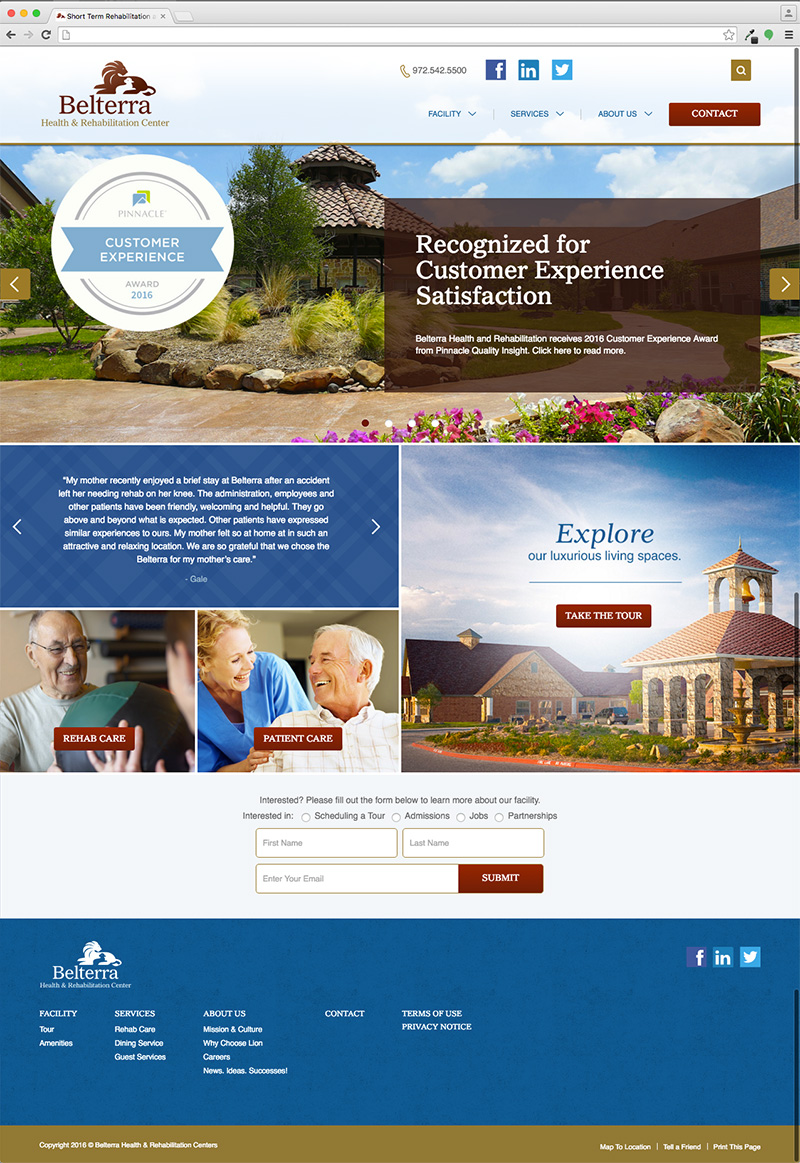 Short Term Rehabilitation a
Belterra
Health & Rehabilitation Center
972.542.5500
FACILITY
SERVICES
ABOUT US
CONTACT
PINNACLE
CUSTOMER
EXPERIENCE
AWARD
2016
Recognized for
Customer Experience
Satisfaction
Belterra Health and Rehabilitation receives 2016 Customer Experience Award
from Pinnacle Quality Insight. Click here to read more.
"My mother recently enjoyed a brief stay at Belterra after an accident
left her needing rehab on her knee. The administration, employees and
other patients have been friendly, welcoming and helpful. They go
above and beyond what is expected. Other patients have expressed
similar experiences to ours. My mother felt so at home at in such an
attractive and relaxing location. We are so grateful that we chose the
Belterra for my mother's care."
- Gale
Explore
our luxurious living spaces.
TAKE THE TOUR
REHAB CARE
PATIENT CARE
Interested? Please fill out the form below to learn more about our facility.
Interested in: Scheduling a Tour Admissions Jobs Partnerships
First Name
Last Name
Enter Your Email
SUBMIT
Belterra
Health & Rehabilitation Center
FACILITY
Tour
Amenities
SERVICES
Rehab Care
Dining Service
Guest Services
ABOUT US
Mission & Culture
Why Choose Lion
Careers
News. Ideas. Successes!
CONTACT
TERMS OF USE
PRIVACY NOTICE
Copyright 2016 © Belterra Health & Rehabilitation Centers
Map To Location | Tell a Friend | Print This Page